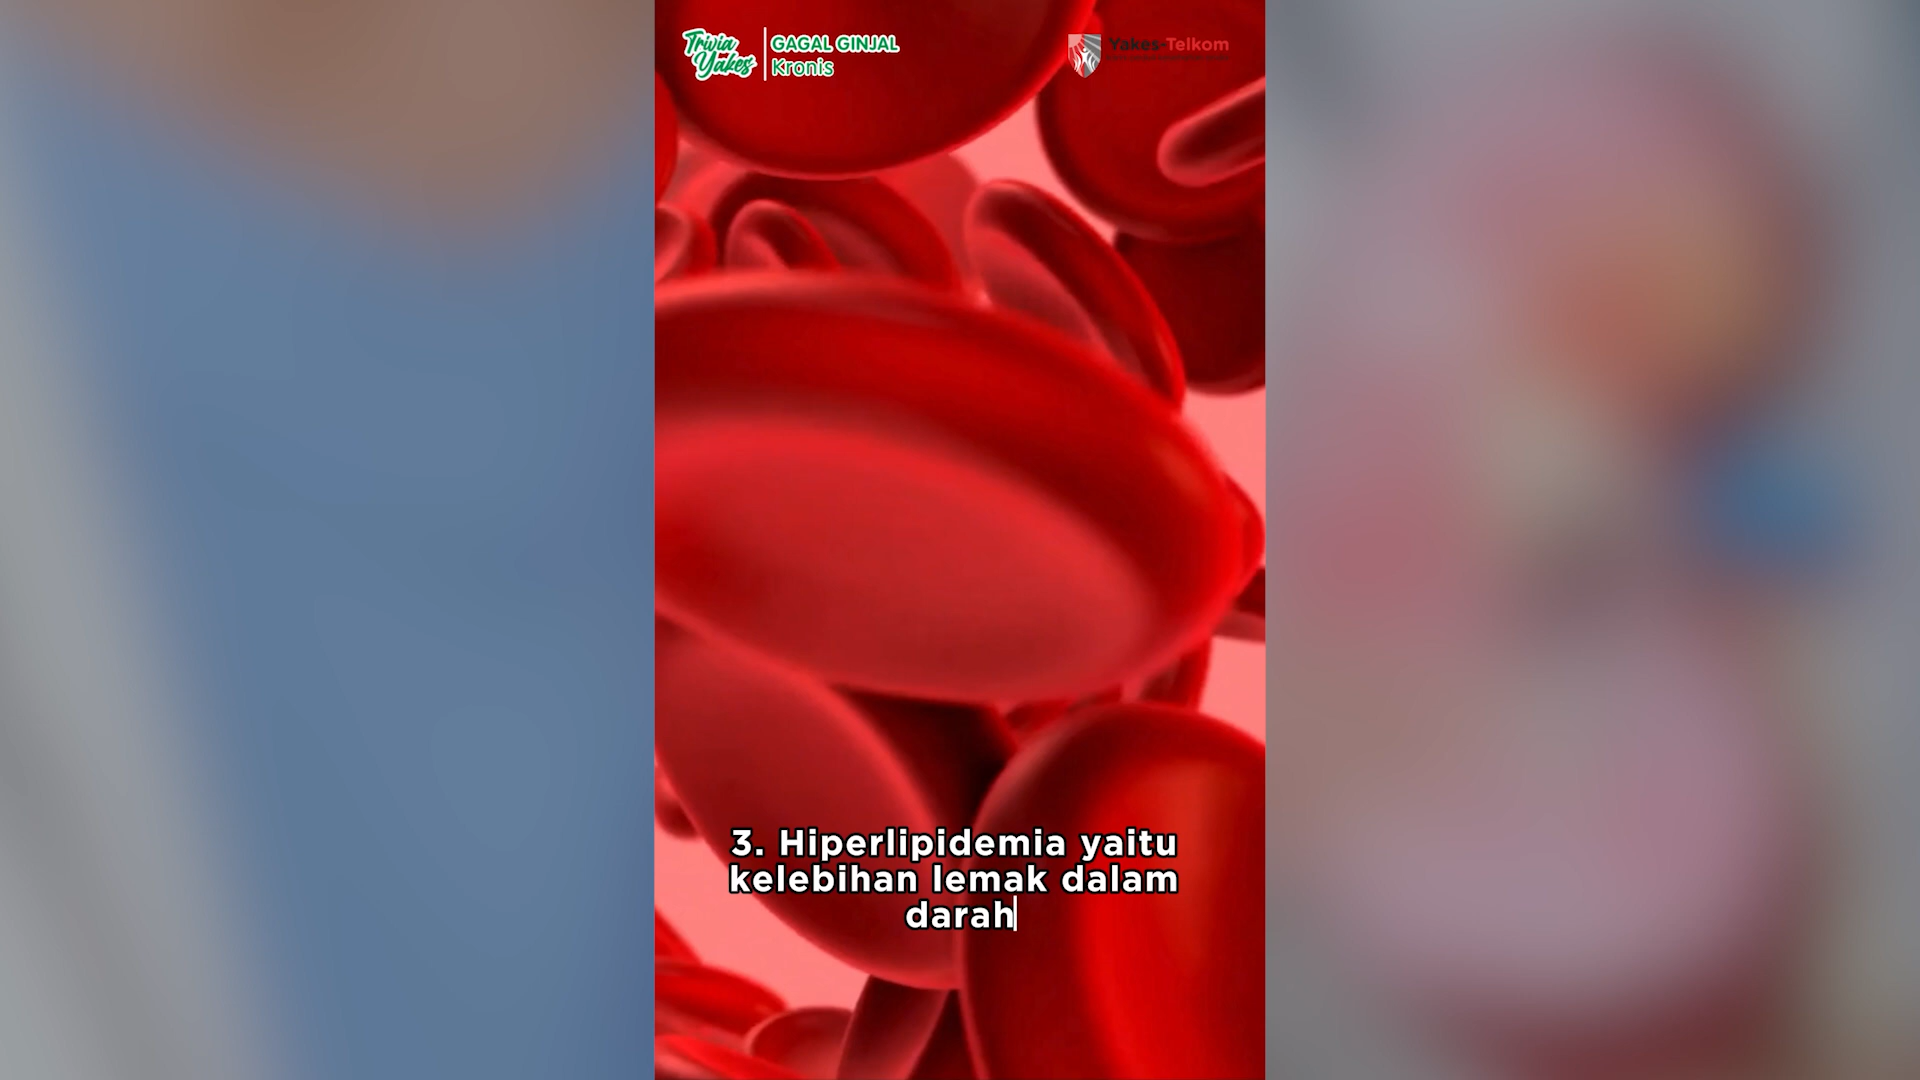 Trivia
Yakes
GAGAL GINJAL
Kronis
Yakes-Telkom
3. Hiperlipidemia yaitu
kelebihan lemak dalam
darah